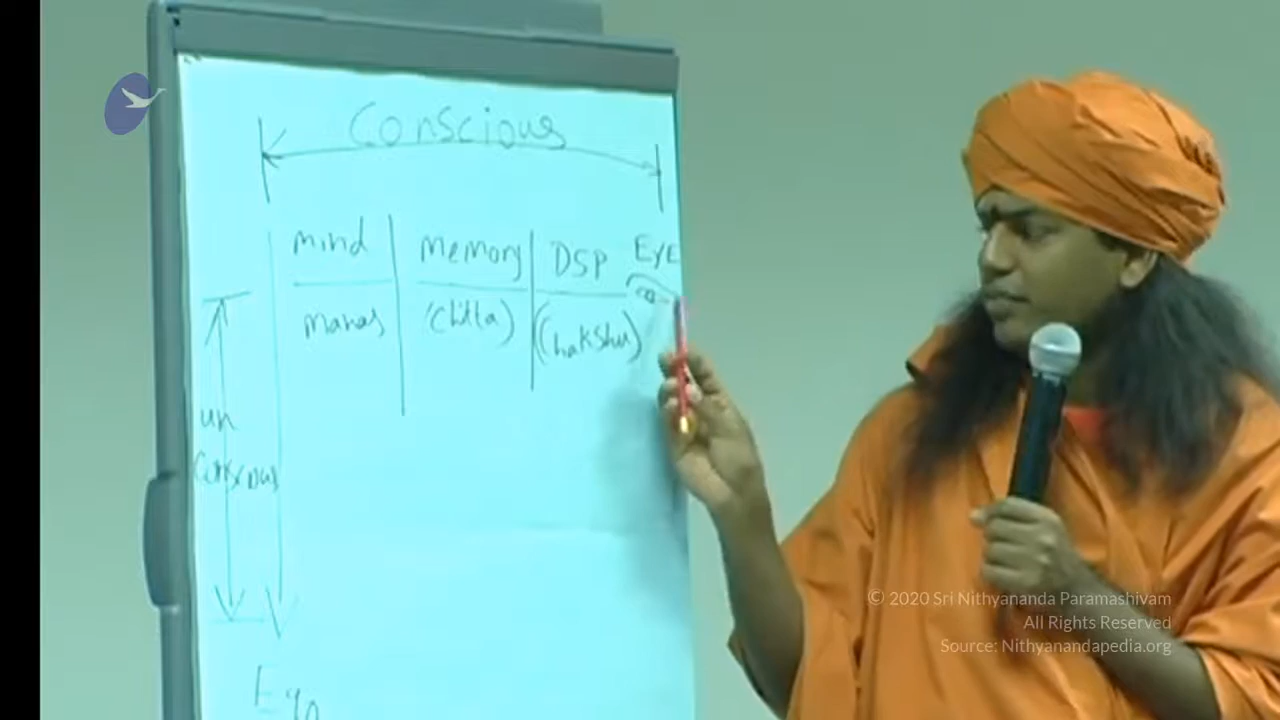 Conscious
mind
memory
DSP
EyE
manas
(chitta)
(chakshu)
un
conscious
Ego
© 2020 Sri Nithyananda Paramashivam
All Rights Reserved
Source: Nithyanandapedia.org